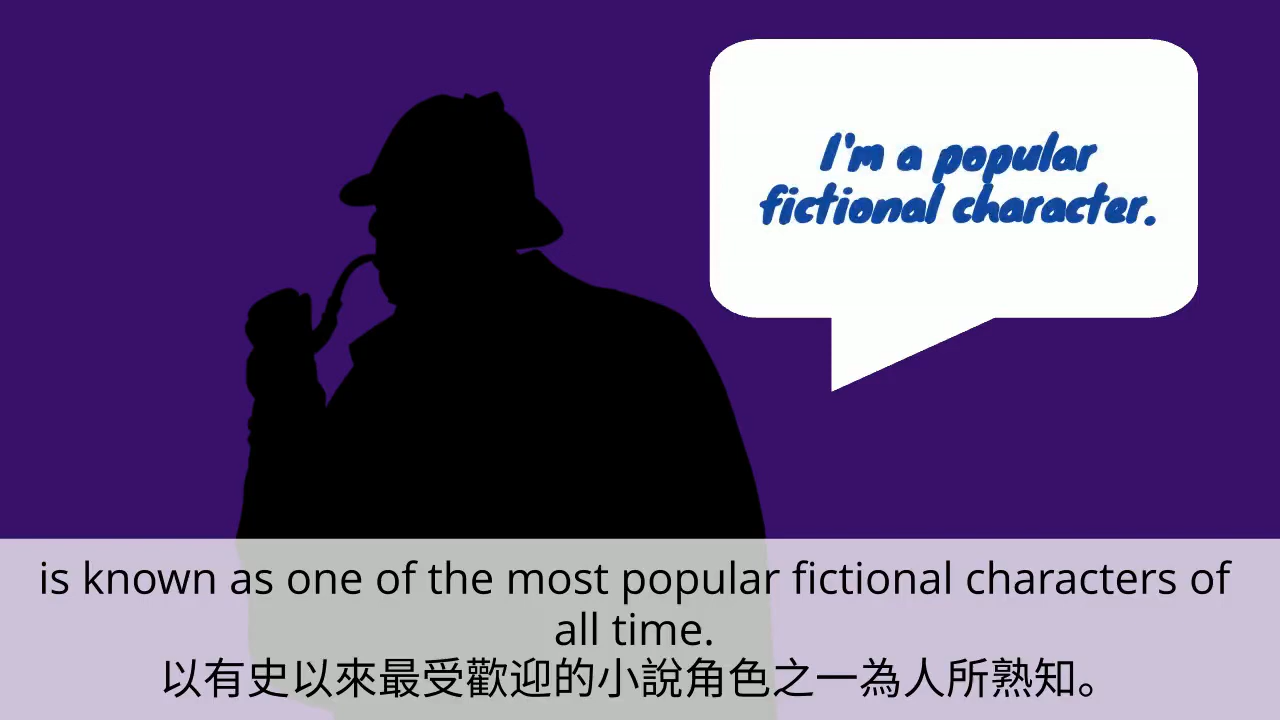 I'm a popular
fictional character.
is known as one of the most popular fictional characters of
all time.
以有史以來最受歡迎的小說角色之一為人所熟知。